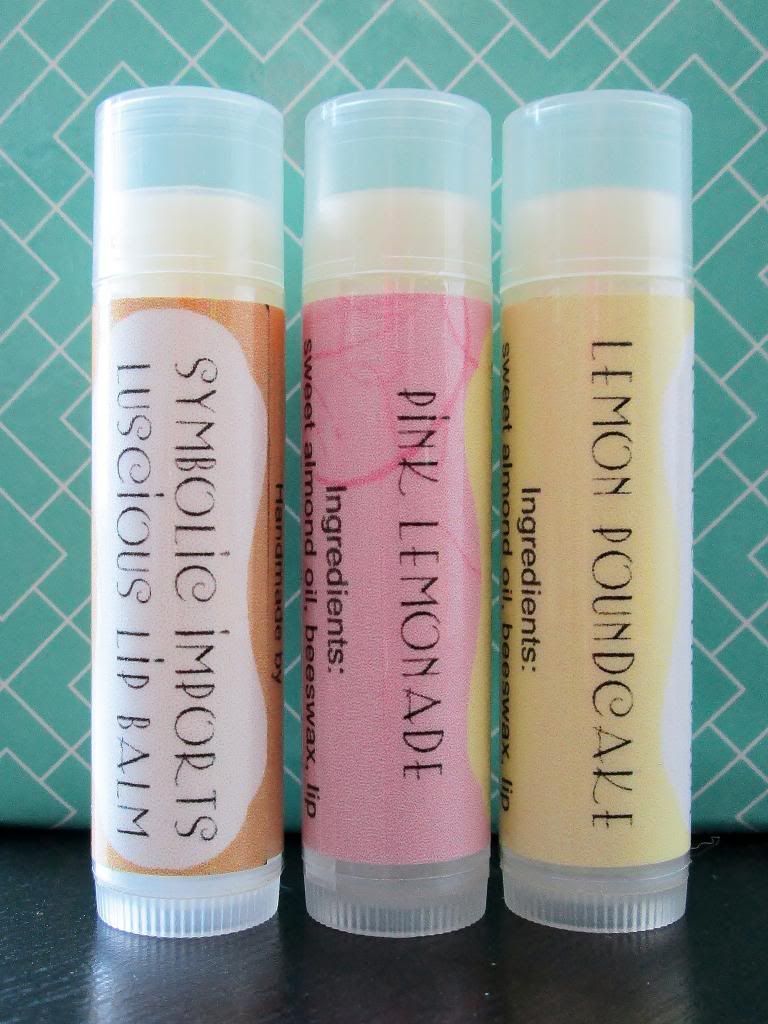 SYMBOLIC IMPORTS
LUSCIOUS LIP BALM
Handmade by
PINK LEMONADE
Ingredients:
sweet almond oil, beeswax, lip
LEMON POUNDCAKE
Ingredients:
sweet almond oil, beeswax, lip